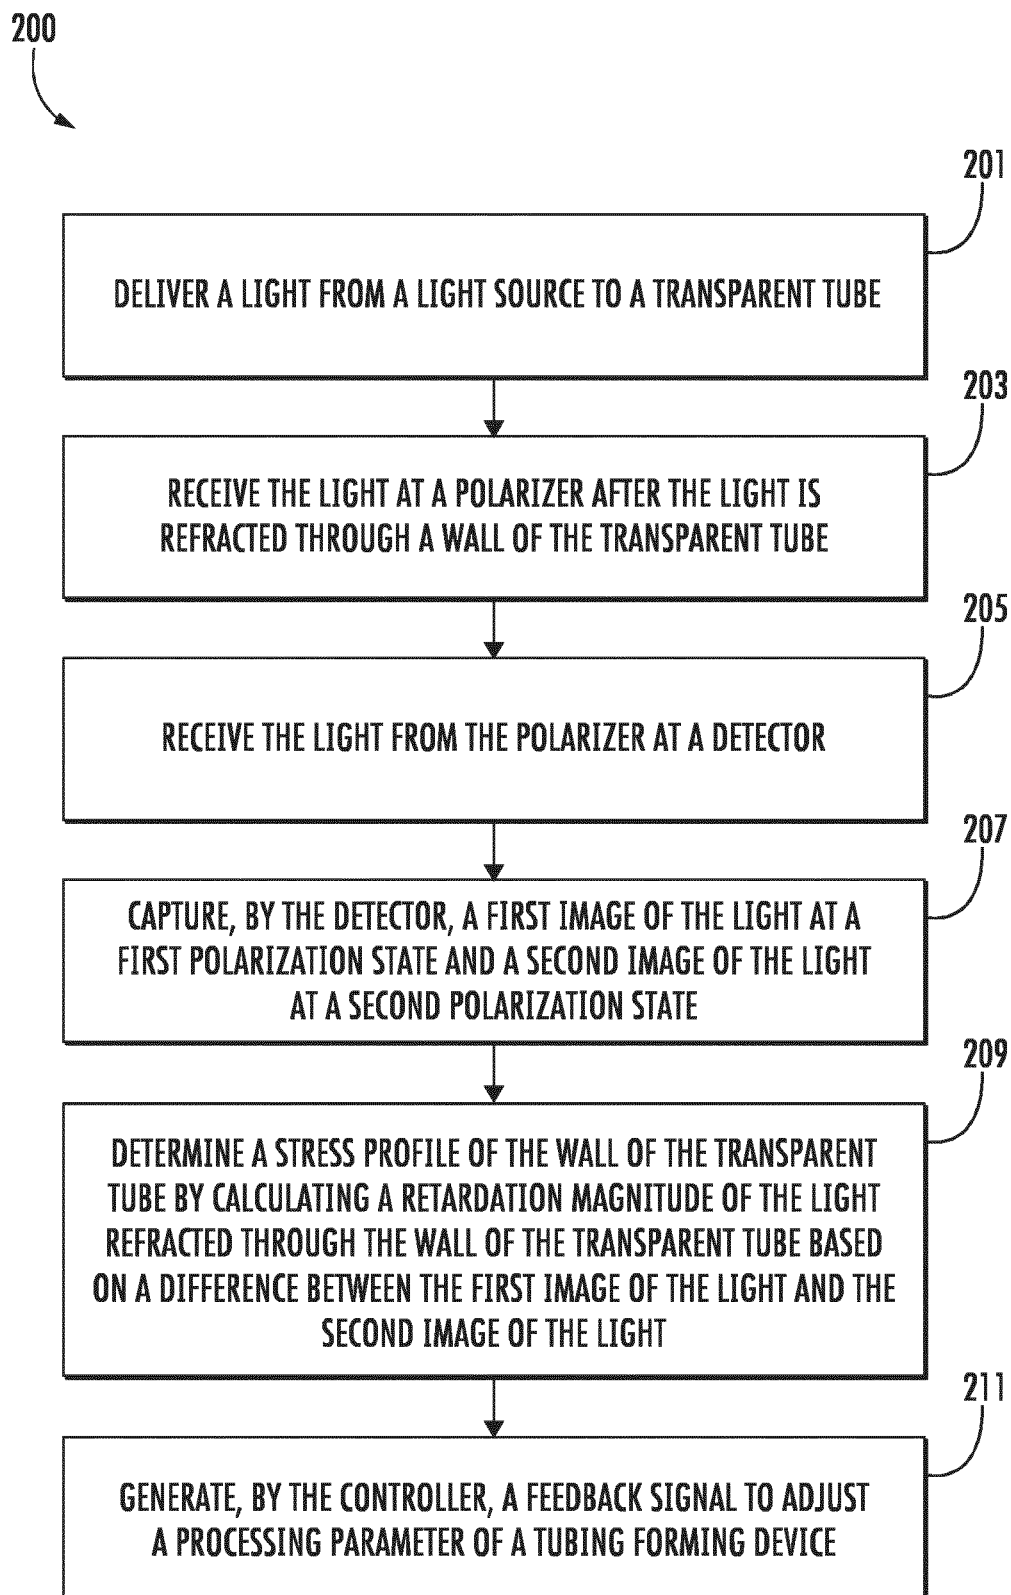 200
201
DELIVER A LIGHT FROM A LIGHT SOURCE TO A TRANSPARENT TUBE
203
RECEIVE THE LIGHT AT A POLARIZER AFTER THE LIGHT IS
REFRACTED THROUGH A WALL OF THE TRANSPARENT TUBE
205
RECEIVE THE LIGHT FROM THE POLARIZER AT A DETECTOR
207
CAPTURE, BY THE DETECTOR, A FIRST IMAGE OF THE LIGHT AT A
FIRST POLARIZATION STATE AND A SECOND IMAGE OF THE LIGHT
AT A SECOND POLARIZATION STATE
209
DETERMINE A STRESS PROFILE OF THE WALL OF THE TRANSPARENT
TUBE BY CALCULATING A RETARDATION MAGNITUDE OF THE LIGHT
REFRACTED THROUGH THE WALL OF THE TRANSPARENT TUBE BASED
ON A DIFFERENCE BETWEEN THE FIRST IMAGE OF THE LIGHT AND THE
SECOND IMAGE OF THE LIGHT
211
GENERATE, BY THE CONTROLLER, A FEEDBACK SIGNAL TO ADJUST
A PROCESSING PARAMETER OF A TUBING FORMING DEVICE